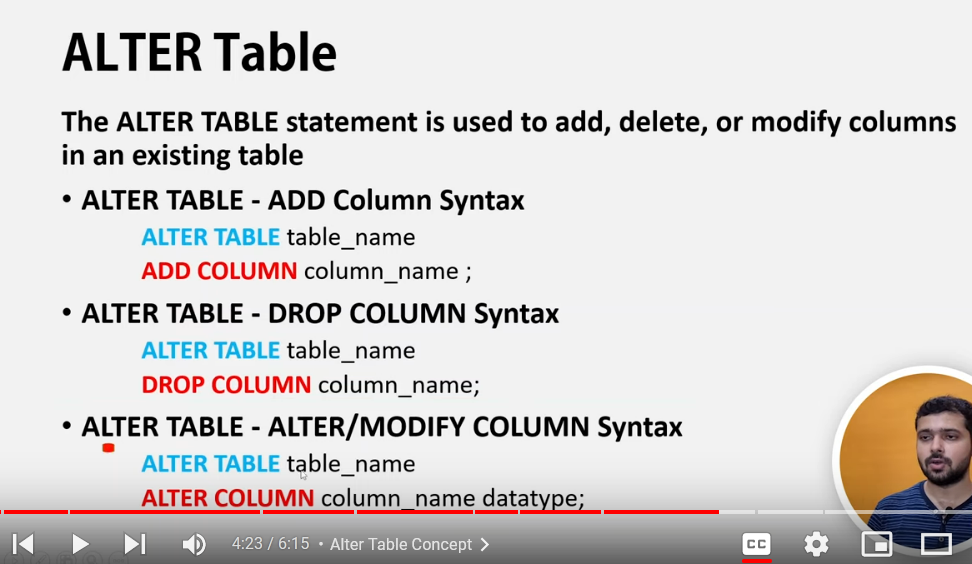 ALTER Table
The ALTER TABLE statement is used to add, delete, or modify columns
in an existing table
• ALTER TABLE - ADD Column Syntax
ALTER TABLE table_name
ADD COLUMN column_name ;
• ALTER TABLE - DROP COLUMN Syntax
ALTER TABLE table_name
DROP COLUMN column_name;
• ALTER TABLE - ALTER/MODIFY COLUMN Syntax
ALTER TABLE table_name
ALTER COLUMN column_name datatype;
4:23 / 6:15 • Alter Table Concept
CC